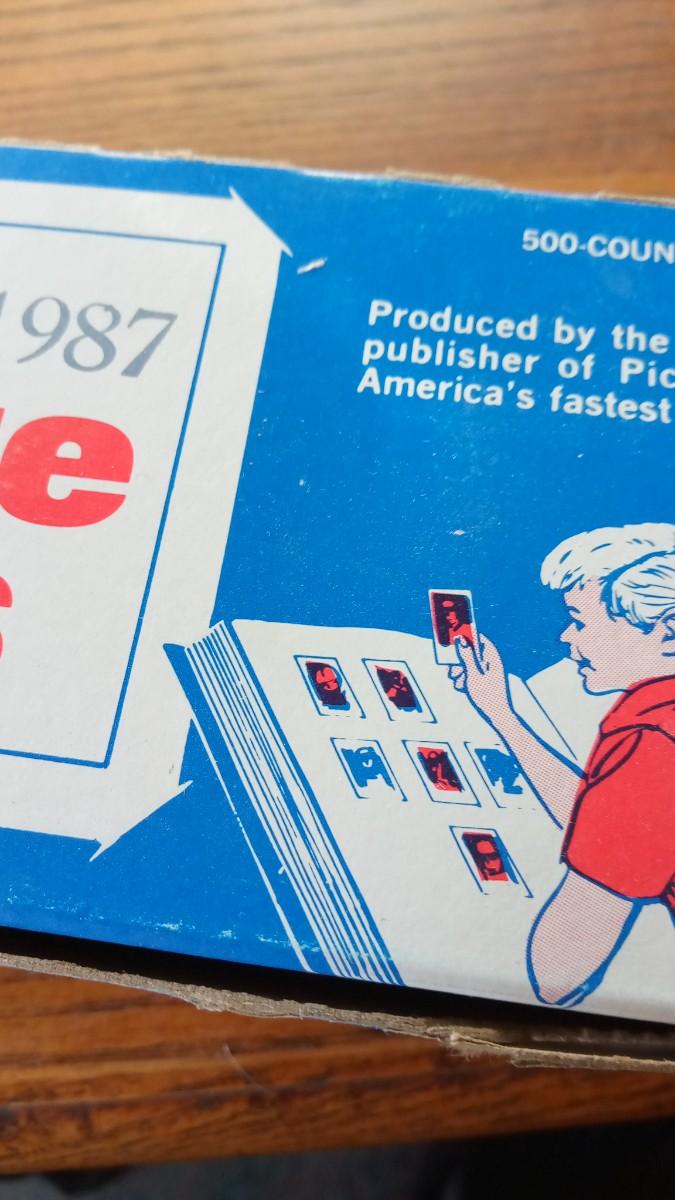 1987
e
s
500-COUN
Produced by the
publisher of Pic
America's fastest